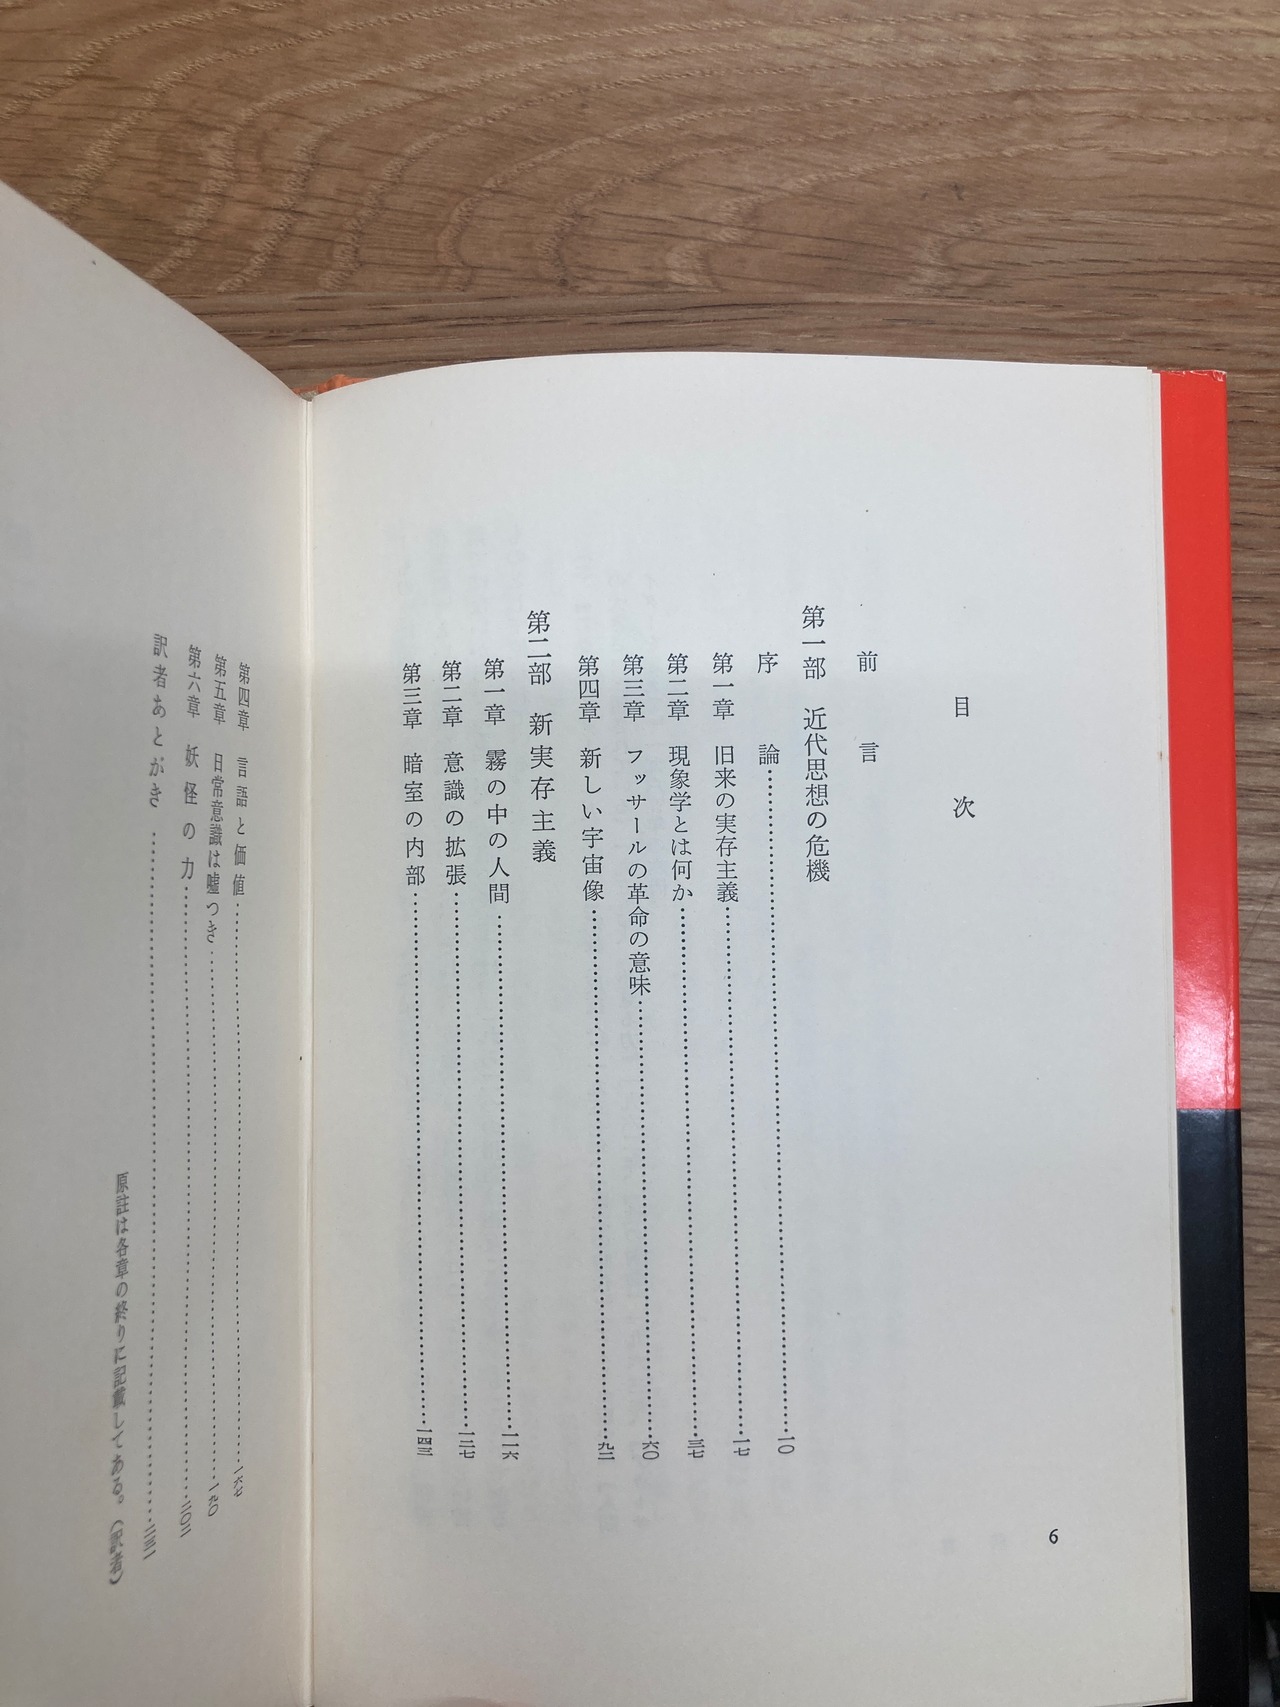 目次
前言
第一部 近代思想の危機
序論……一〇
第一章 旧来の実存主義……一七
第二章 現象学とは何か……三七
第三章 フッサールの革命の意味……六〇
第四章 新しい宇宙像……九二
第二部 新実存主義
第一章 霧の中の人間……一一六
第二章 意識の拡張……一二七
第三章 暗室の内部……一四三
6
第四章 言語と価値……一六七
第五章 日常意識は嘘つき……一九〇
第六章 妖怪の力……二〇二
訳者あとがき……二三一
原註は各章の終りに記載してある。(訳者)